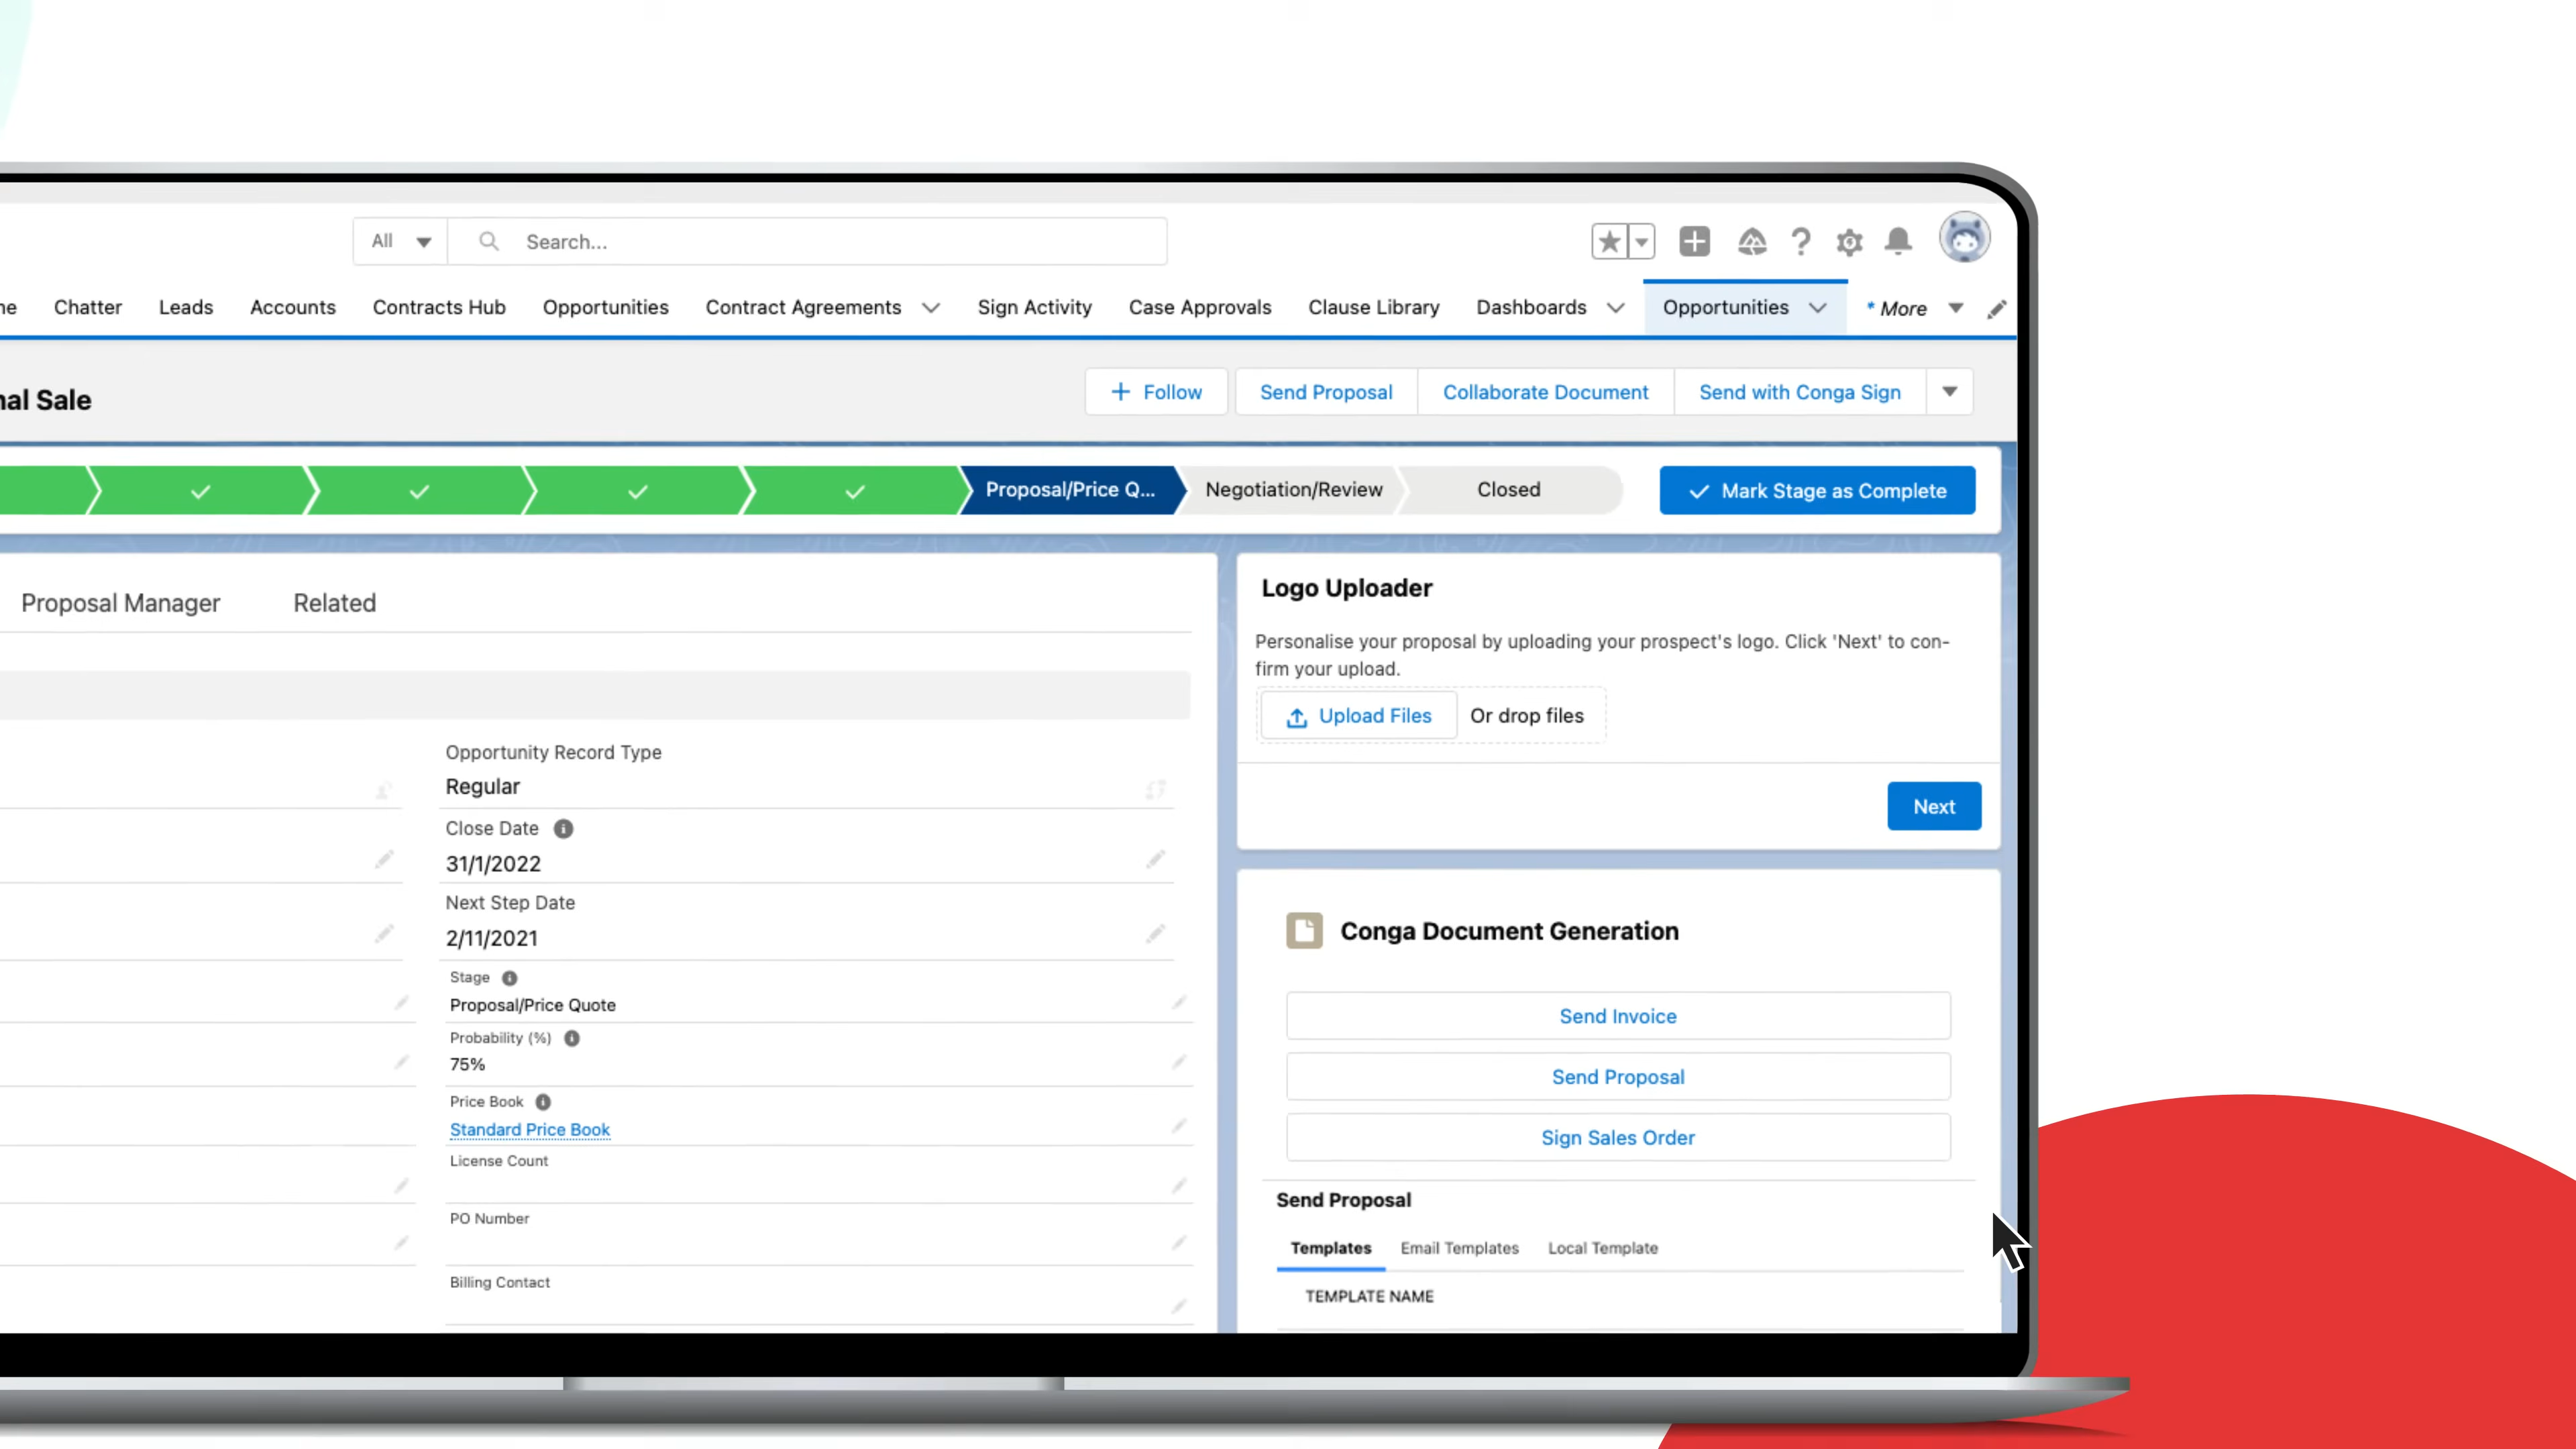 All
Search...
Chatter
Leads
Accounts
Contracts Hub
Opportunities
Contract Agreements
Sign Activity
Case Approvals
Clause Library
Dashboards
Opportunities
* More
Sale
+ Follow
Send Proposal
Collaborate Document
Send with Conga Sign
Proposal/Price Q...
Negotiation/Review
Closed
Mark Stage as Complete
Proposal Manager
Related
Opportunity Record Type
Regular
Close Date
31/1/2022
Next Step Date
2/11/2021
Stage
Proposal/Price Quote
Probability (%)
75%
Price Book
Standard Price Book
License Count
PO Number
Billing Contact
Logo Uploader
Personalise your proposal by uploading your prospect's logo. Click 'Next' to con-
firm your upload.
Upload Files
Or drop files
Next
Conga Document Generation
Send Invoice
Send Proposal
Sign Sales Order
Send Proposal
Templates
Email Templates
Local Template
TEMPLATE NAME